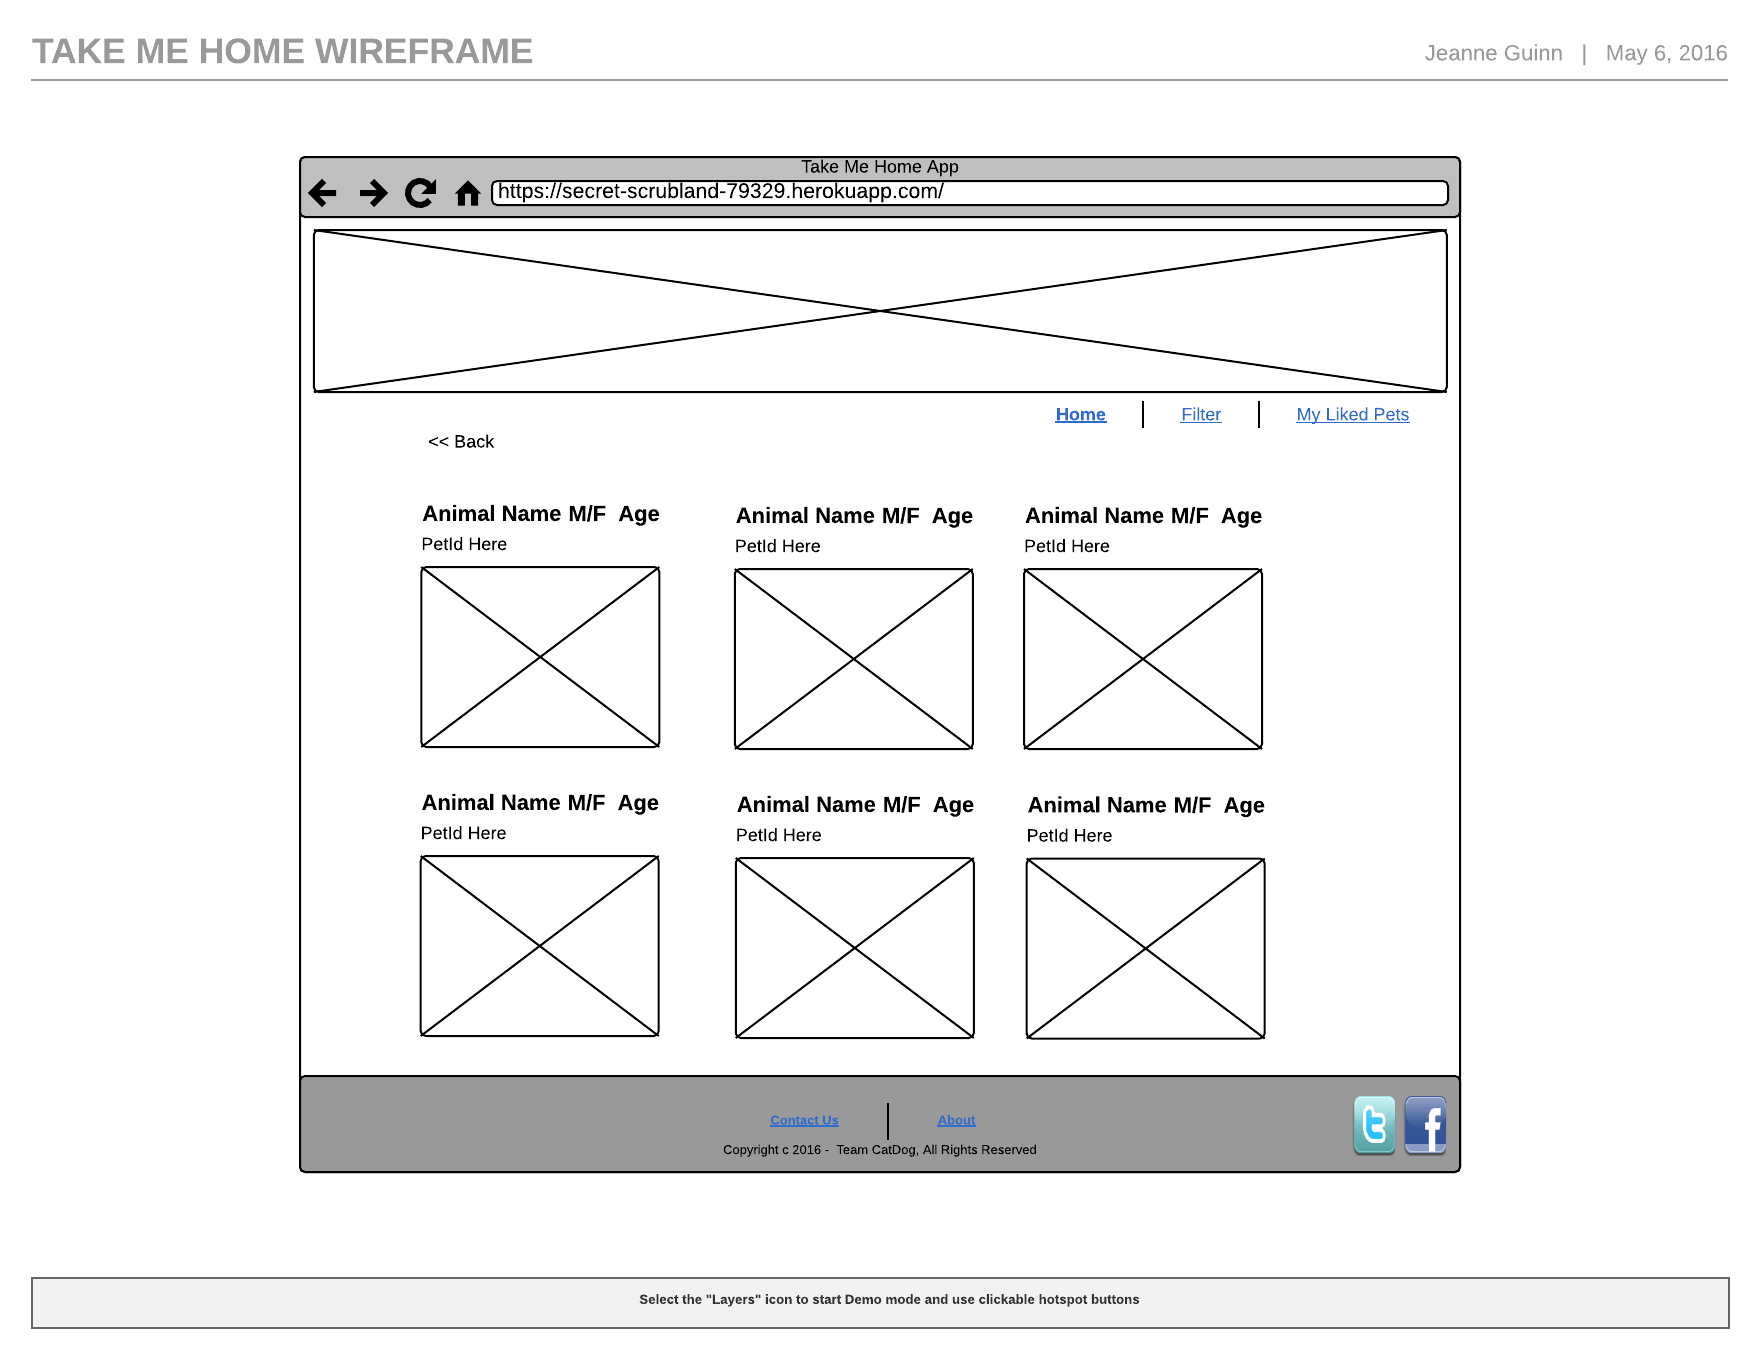 TAKE ME HOME WIREFRAME
Jeanne Guinn | May 6, 2016
Take Me Home App
https://secret-scrubland-79329.herokuapp.com/
Home | Filter | My Liked Pets
<< Back
Animal Name M/F Age
PetId Here
Animal Name M/F Age
PetId Here
Animal Name M/F Age
PetId Here
Animal Name M/F Age
PetId Here
Animal Name M/F Age
PetId Here
Animal Name M/F Age
PetId Here
Contact Us | About
Copyright c 2016 - Team CatDog, All Rights Reserved
Select the "Layers" icon to start Demo mode and use clickable hotspot buttons